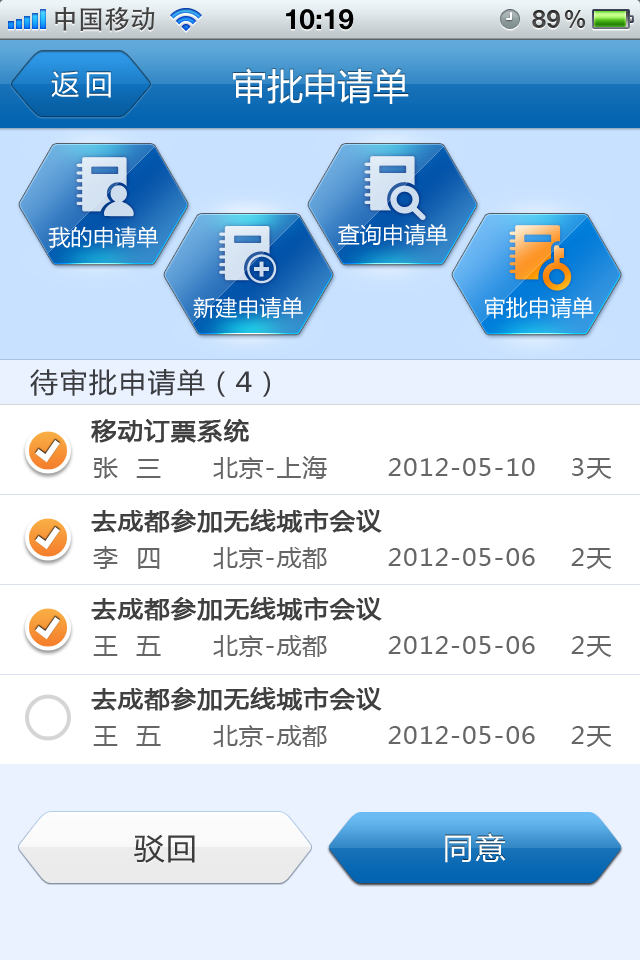 中国移动 10:19 89%
返回 审批申请单
我的申请单
查询申请单
新建申请单
审批申请单
待审批申请单（4）
移动订票系统
张 三 北京-上海 2012-05-10 3天
去成都参加无线城市会议
李 四 北京-成都 2012-05-06 2天
去成都参加无线城市会议
王 五 北京-成都 2012-05-06 2天
去成都参加无线城市会议
王 五 北京-成都 2012-05-06 2天
驳回 同意